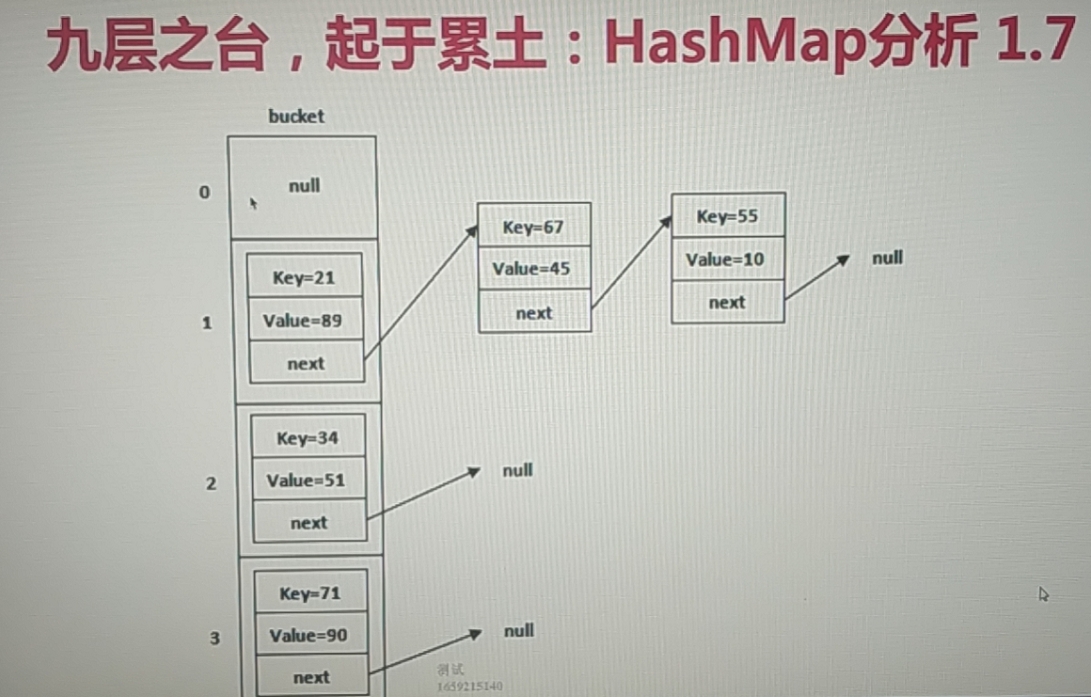 九层之台，起于累土：HashMap分析 1.7
bucket
0
null
1
Key=21
Value=89
next
Key=67
Value=45
next
Key=55
Value=10
next
null
2
Key=34
Value=51
next
null
3
Key=71
Value=90
next
null
测试
1659215140